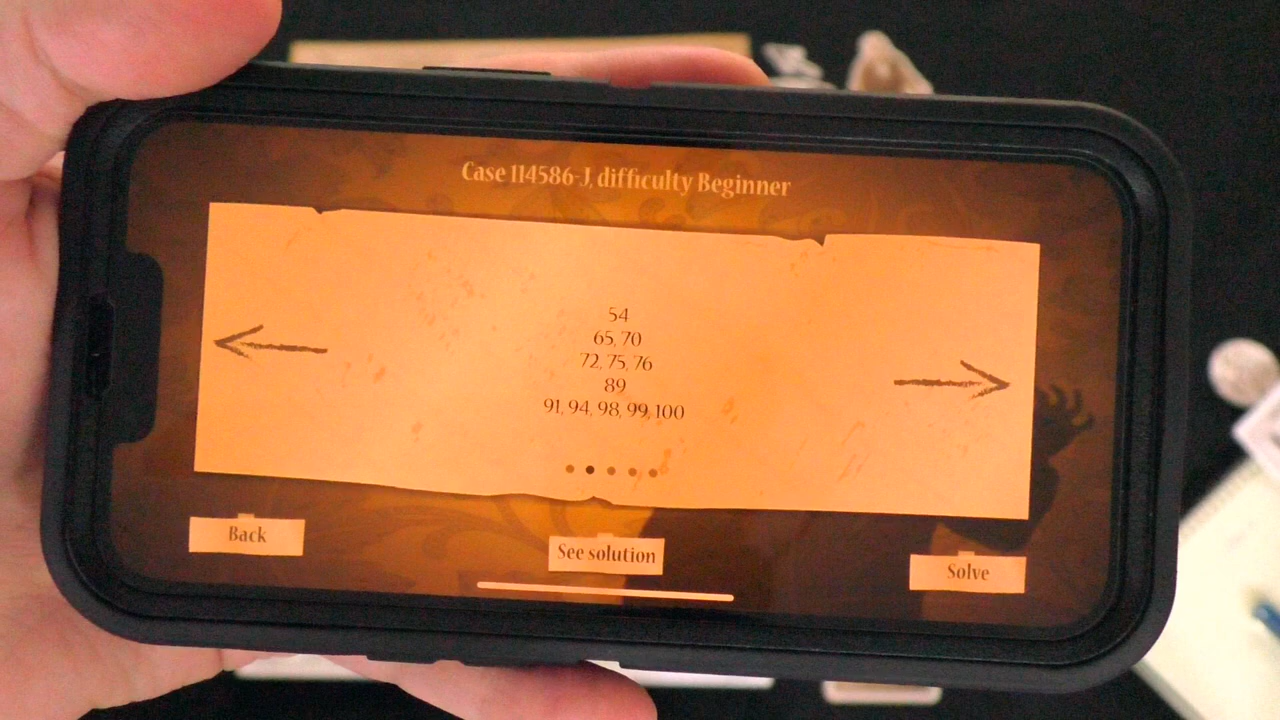 Case 114586-J, difficulty Beginner
54
65, 70
72, 75, 76
89
91, 94, 98, 99, 100
Back
See solution
Solve